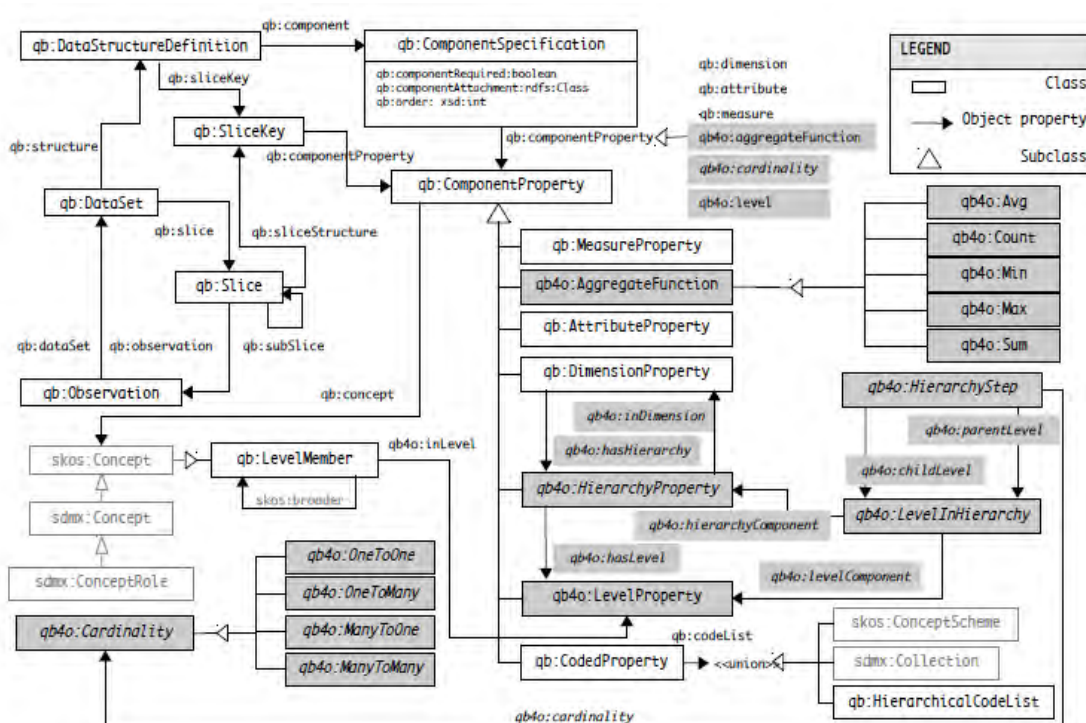 qb:component
qb:DataStructureDefinition
qb:ComponentSpecification
qb:componentRequired:boolean
qb:componentAttachment:rdfs:Class
qb:order: xsd:int
LEGEND
Class
Object property
Subclass
qb:sliceKey
qb:dimension
qb:attribute
qb:measure
qb4o:aggregateFunction
qb4o:cardinality
qb4o:level
qb:SliceKey
qb:componentProperty
qb:structure
qb:componentProperty
qb:ComponentProperty
qb:DataSet
qb:slice
qb:sliceStructure
qb:MeasureProperty
qb4o:AggregateFunction
qb:AttributeProperty
qb:DimensionProperty
qb4o:Avg
qb4o:Count
qb4o:Min
qb4o:Max
qb4o:Sum
qb:Slice
qb:dataSet
qb:observation
qb:subSlice
qb:Observation
qb:concept
qb4o:inDimension
qb4o:hasHierarchy
qb4o:HierarchyStep
qb4o:parentLevel
qb4o:childLevel
skos:Concept
qb:LevelMember
qb4o:inLevel
skos:broader
qb4o:HierarchyProperty
qb4o:LevelInHierarchy
qb4o:hierarchyComponent
sdmx:Concept
qb4o:hasLevel
qb4o:levelComponent
sdmx:ConceptRole
qb4o:OneToOne
qb4o:OneToMany
qb4o:ManyToOne
qb4o:ManyToMany
qb4o:LevelProperty
qb4o:Cardinality
qb:codeList
qb:CodedProperty
<<union>>
skos:ConceptScheme
sdmx:Collection
qb:HierarchicalCodeList
qb4o:cardinality